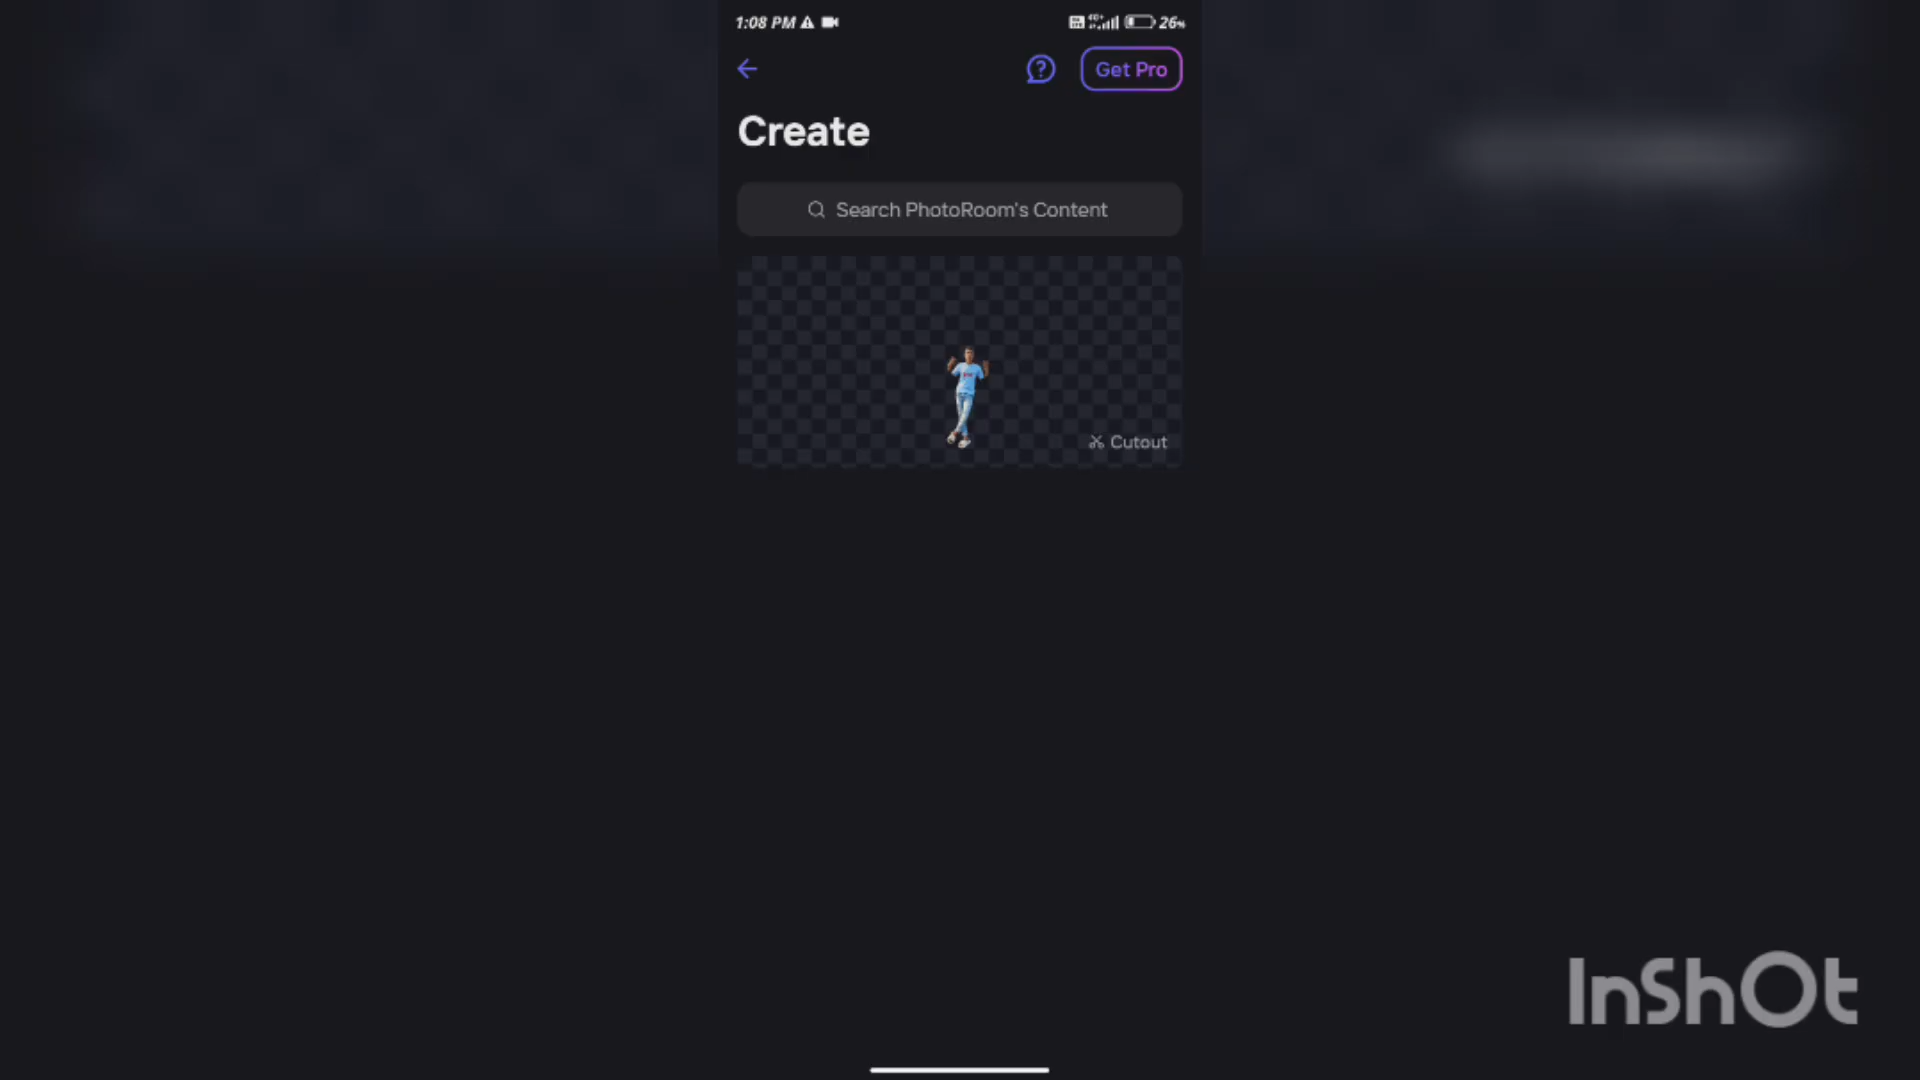 1:08 PM
26%
Get Pro
Create
Search PhotoRoom's Content
Cutout
InShOt